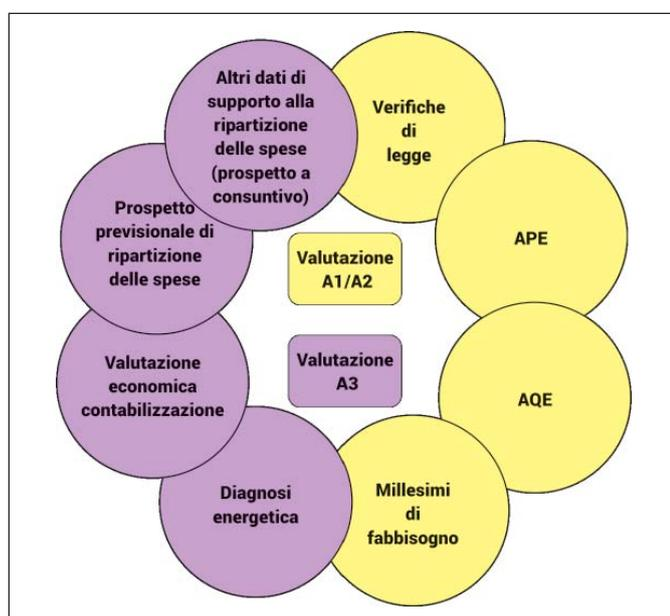 Altri dati di
supporto alla
ripartizione
delle spese
(prospetto a
consuntivo)
Verifiche
di
legge
Prospetto
previsionale di
ripartizione
delle spese
APE
Valutazione
A1/A2
Valutazione
A3
Valutazione
economica
contabilizzazione
AQE
Diagnosi
energetica
Millesimi
di
fabbisogno